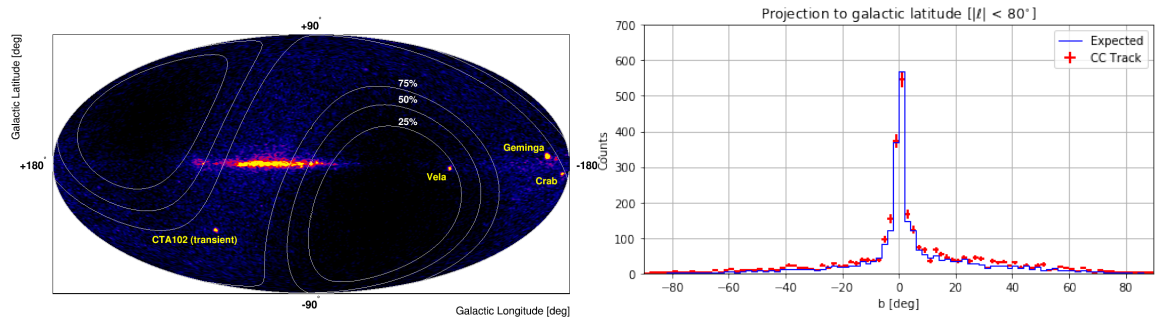 +90°
Galactic Latitude [deg]
75%
50%
25%
Geminga
+180°
-180°
Vela
Crab
CTA102 (transient)
-90°
Galactic Longitude [deg]
Projection to galactic latitude [|ℓ| < 80°]
700
600
500
400
300
200
100
0
Counts
Expected
CC Track
−80 −60 −40 −20 0 20 40 60 80
b [deg]